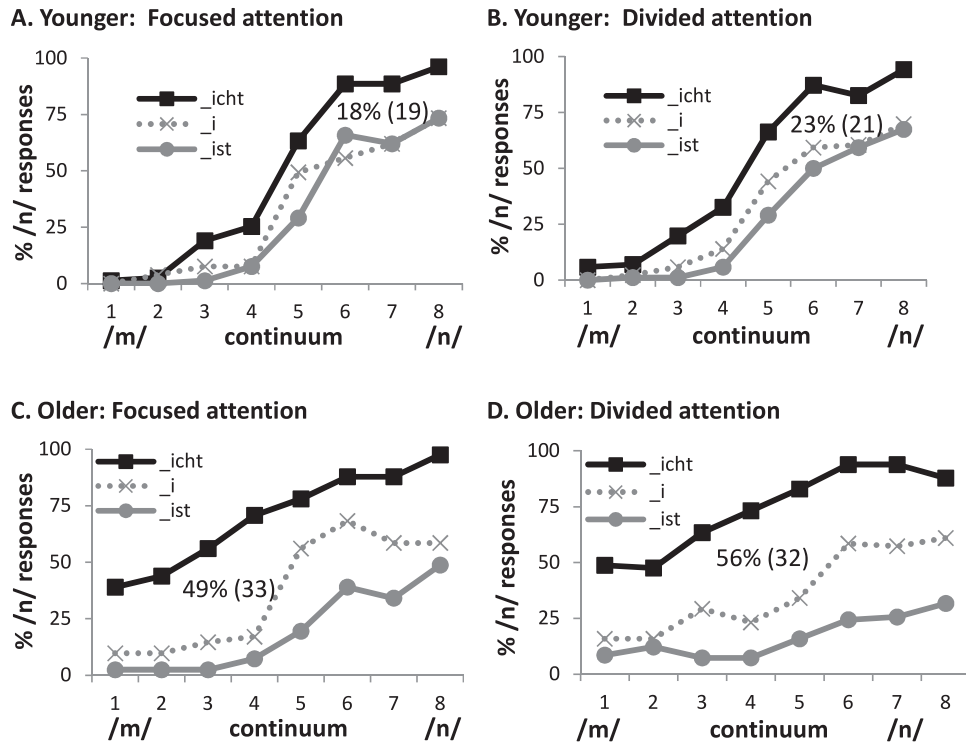 A. Younger:  Focused attention
% /n/ responses
100
75
50
25
0
_icht
_i
_ist
18% (19)
1 2 3 4 5 6 7 8
/m/ continuum /n/
B. Younger:  Divided attention
% /n/ responses
100
75
50
25
0
_icht
_i
_ist
23% (21)
1 2 3 4 5 6 7 8
/m/ continuum /n/
C. Older: Focused attention
% /n/ responses
100
75
50
25
0
_icht
_i
_ist
49% (33)
1 2 3 4 5 6 7 8
/m/ continuum /n/
D. Older: Divided attention
% /n/ responses
100
75
50
25
0
_icht
_i
_ist
56% (32)
1 2 3 4 5 6 7 8
/m/ continuum /n/